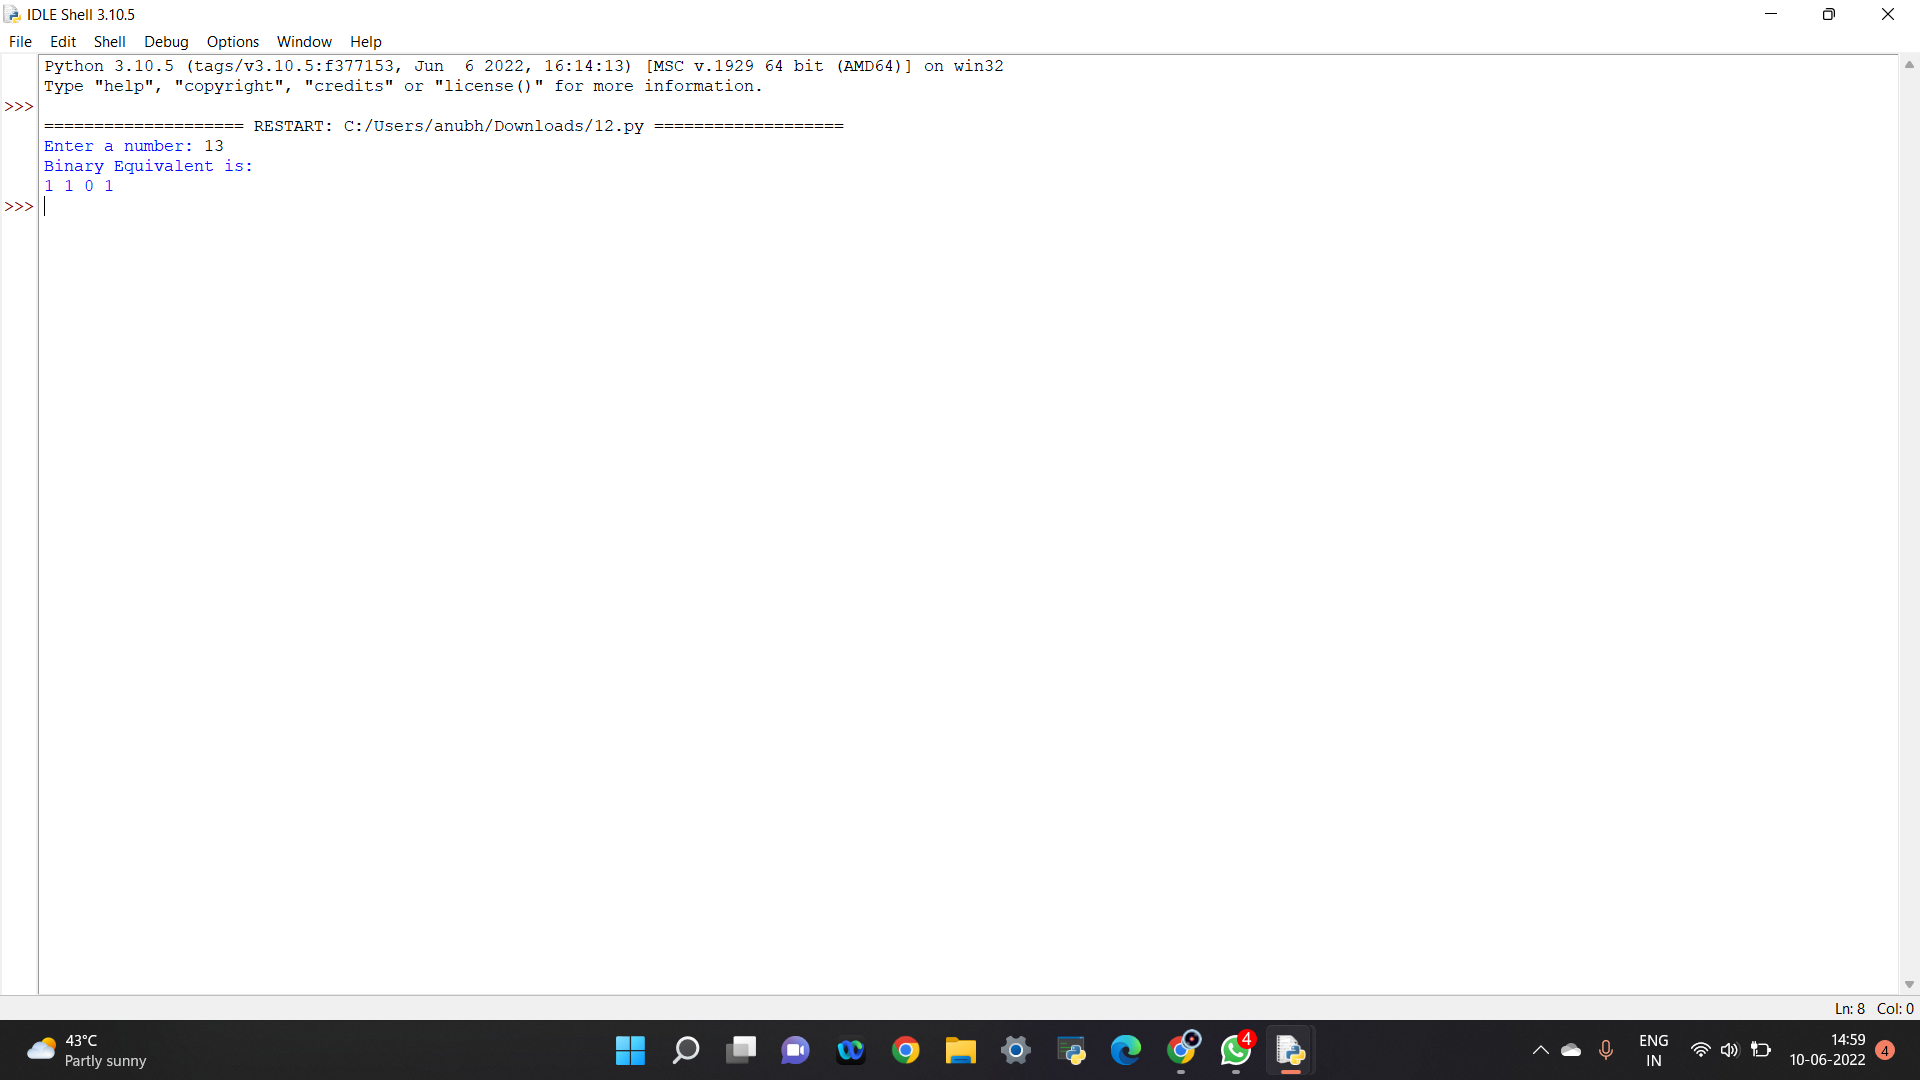 IDLE Shell 3.10.5
File Edit Shell Debug Options Window Help
Python 3.10.5 (tags/v3.10.5:f377153, Jun  6 2022, 16:14:13) [MSC v.1929 64 bit (AMD64)] on win32
Type "help", "copyright", "credits" or "license()" for more information.
>>>
==================== RESTART: C:/Users/anubh/Downloads/12.py ===================
Enter a number: 13
Binary Equivalent is:
1 1 0 1
>>>
Ln: 8 Col: 0
43°C
Partly sunny
4
ENG
IN
14:59
10-06-2022
4